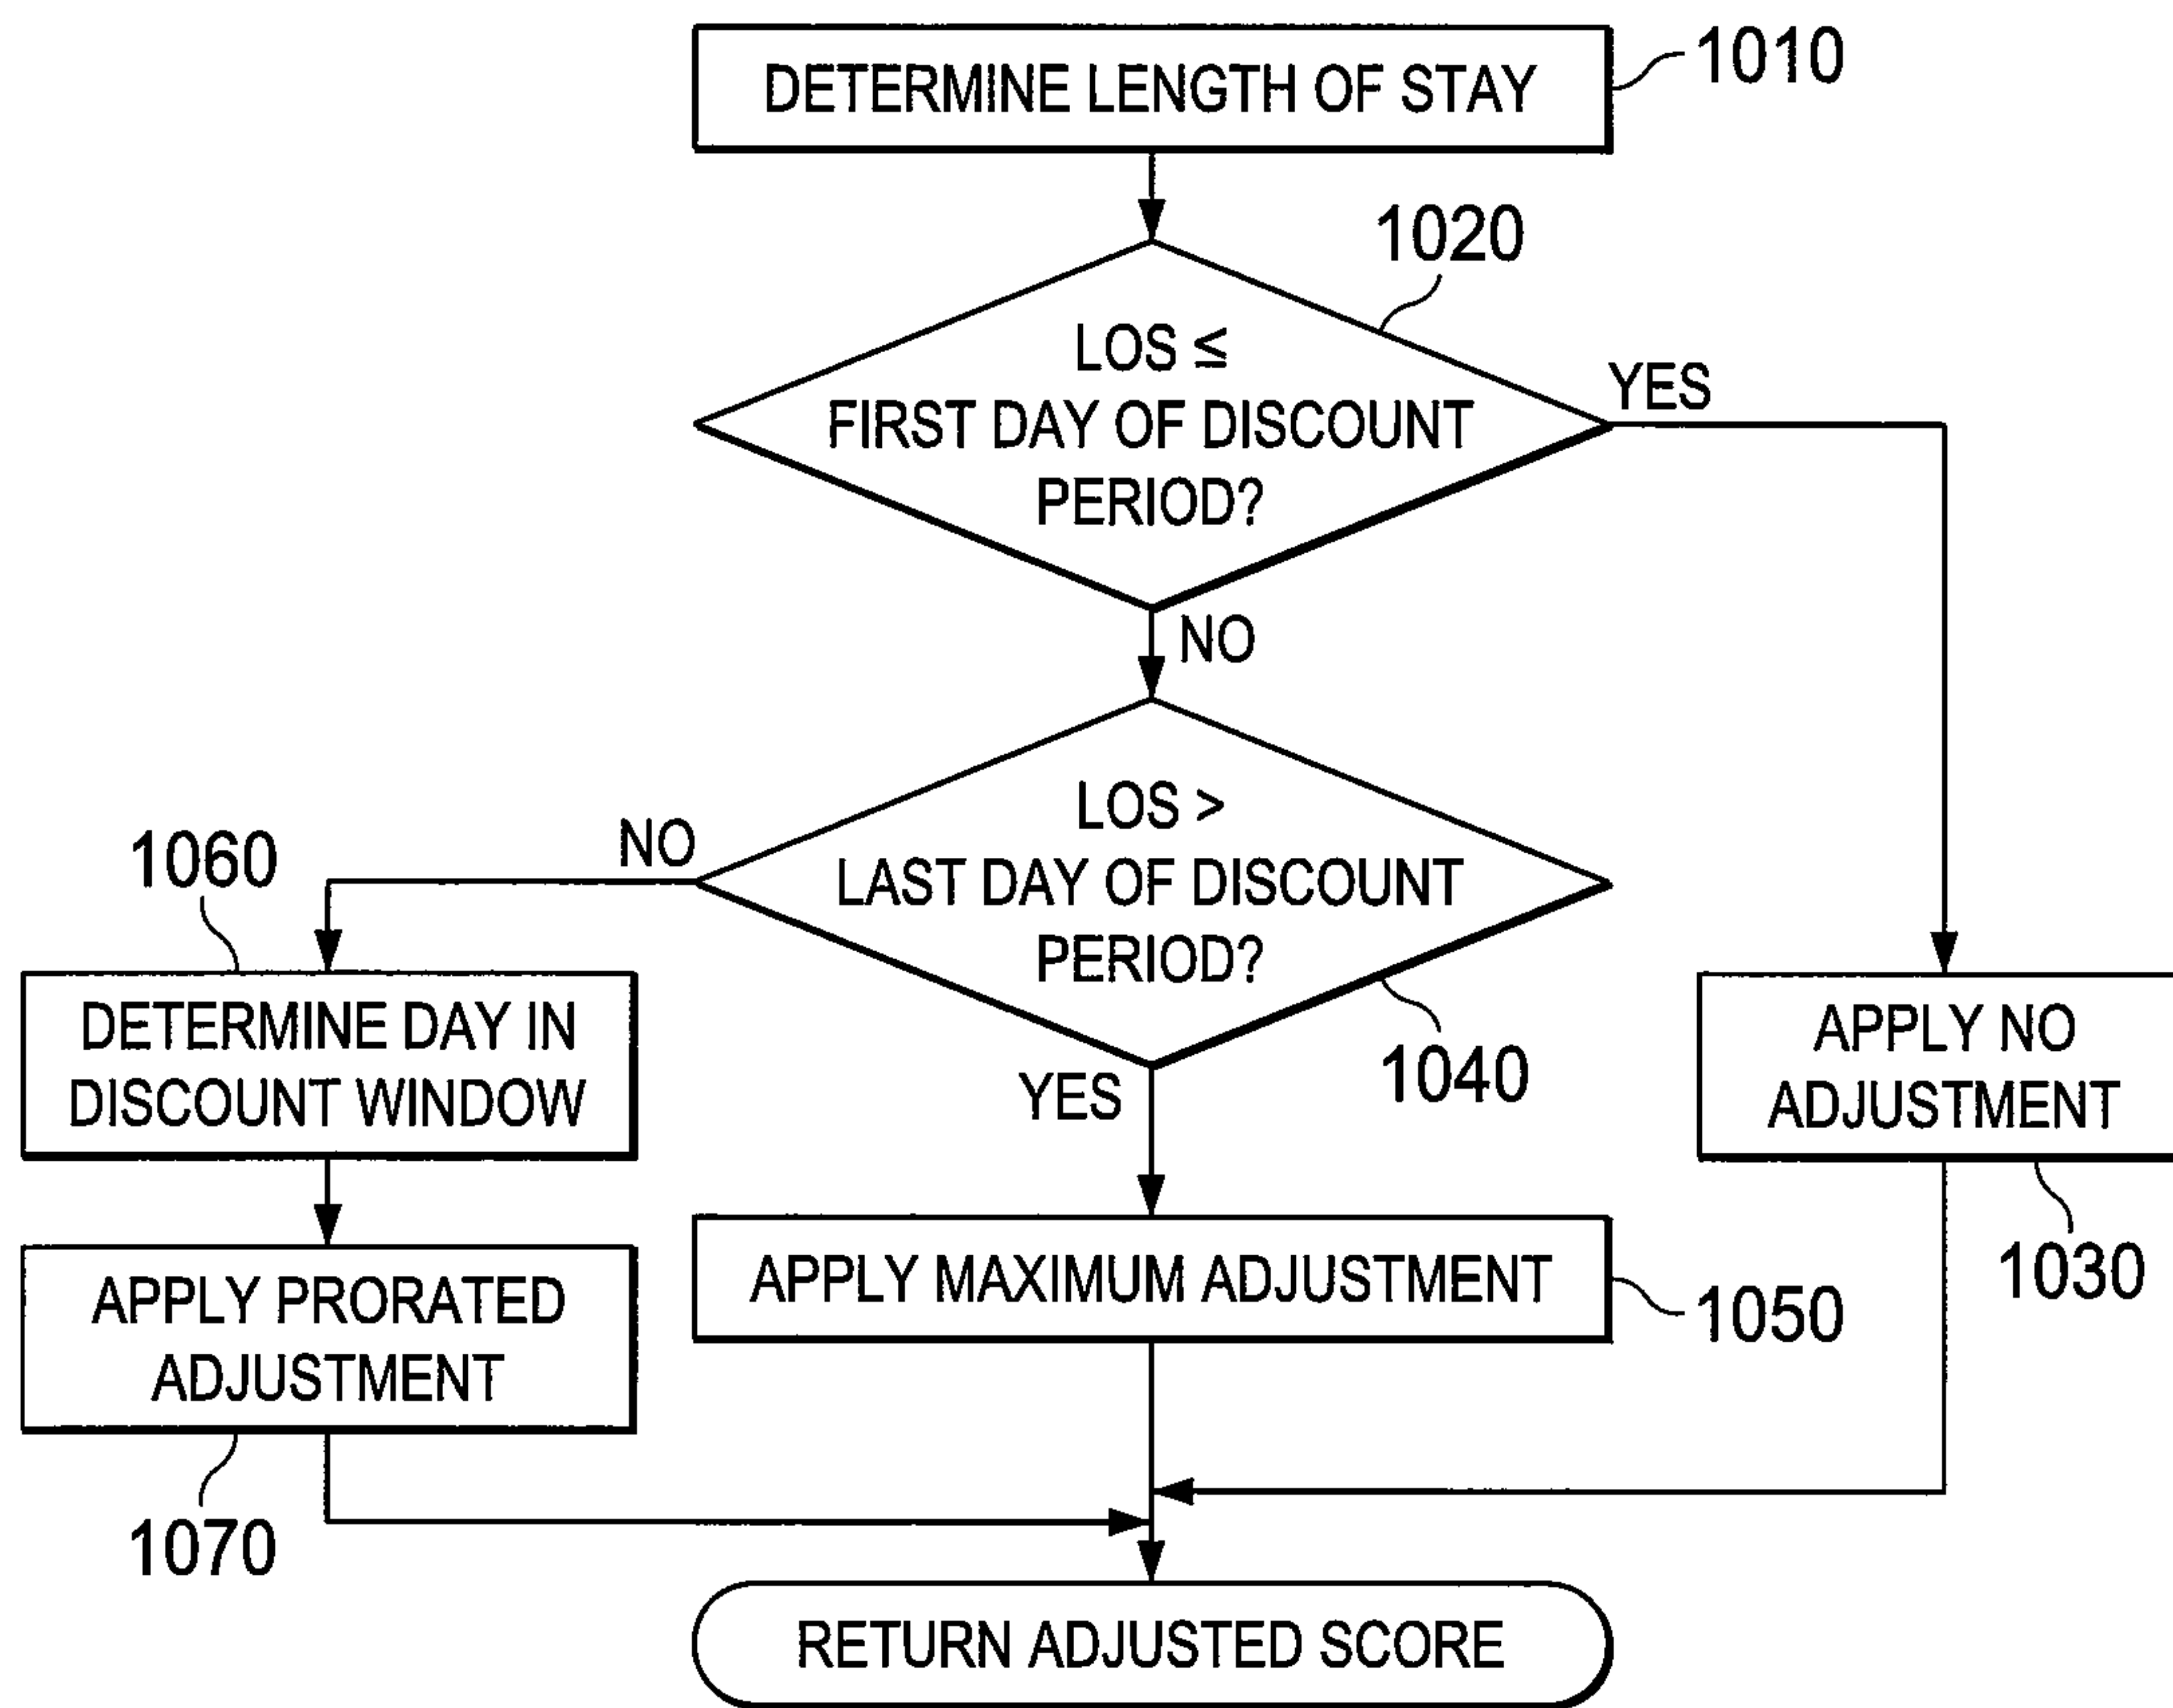 DETERMINE LENGTH OF STAY
1010
1020
LOS ≤
FIRST DAY OF DISCOUNT
PERIOD?
YES
NO
LOS >
LAST DAY OF DISCOUNT
PERIOD?
NO
YES
1040
1060
DETERMINE DAY IN
DISCOUNT WINDOW
APPLY NO
ADJUSTMENT
1030
APPLY PRORATED
ADJUSTMENT
1070
APPLY MAXIMUM ADJUSTMENT
1050
RETURN ADJUSTED SCORE